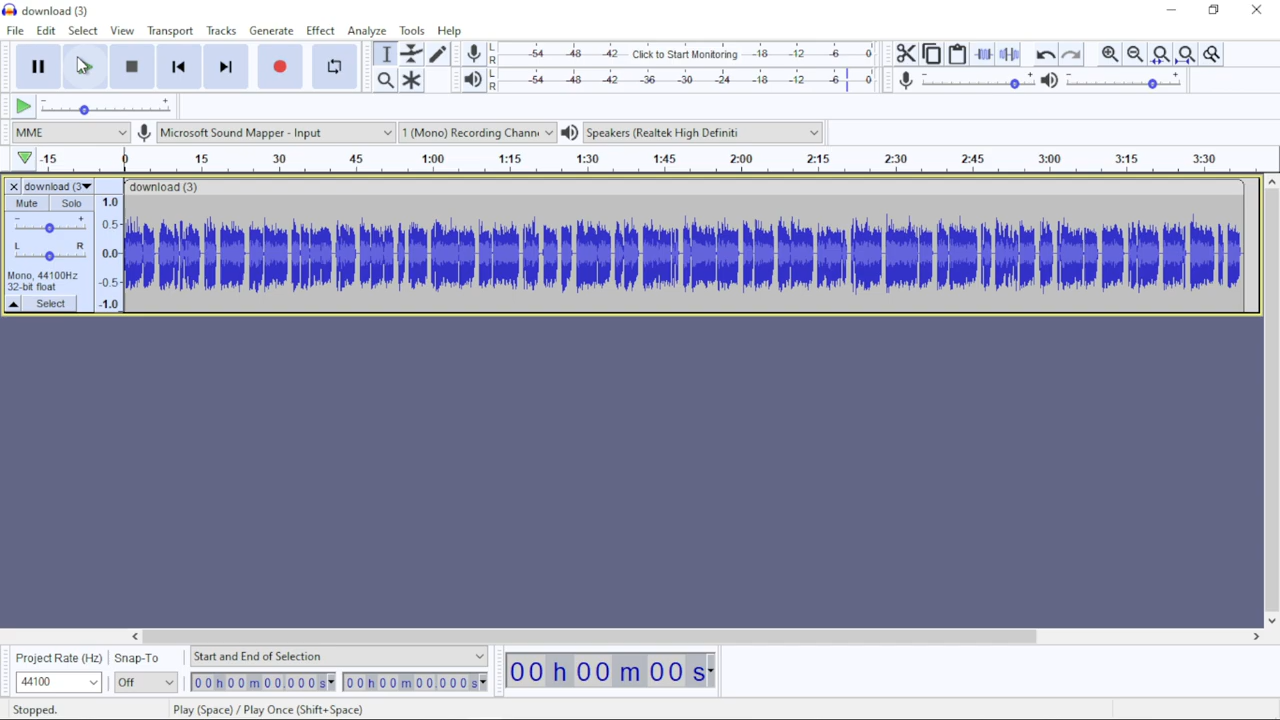 download (3)
File Edit Select View Transport Tracks Generate Effect Analyze Tools Help
L R -54 -48 -42 Click to Start Monitoring -18 -12 -6 0
L R -54 -48 -42 -36 -30 -24 -18 -12 -6 0
- +
- +
- +
MME Microsoft Sound Mapper - Input 1 (Mono) Recording Chann Speakers (Realtek High Definiti
-15 0 15 30 45 1:00 1:15 1:30 1:45 2:00 2:15 2:30 2:45 3:00 3:15 3:30
download (3 download (3)
Mute Solo
- +
L R
Mono, 44100Hz
32-bit float
Select
1.0
0.5
0.0
-0.5
-1.0
Project Rate (Hz) Snap-To Start and End of Selection
44100 Off 00 h 00 m 00.000 s 00 h 00 m 00.000 s
00 h 00 m 00 s
Stopped. Play (Space) / Play Once (Shift+Space)